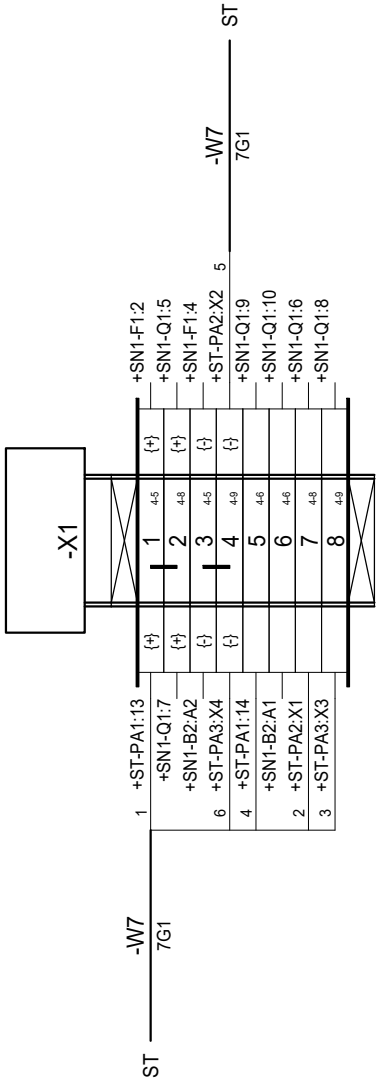 -X1
ST
-W7
7G1
1 +ST-PA1:13 {+} 1 4-5 {+} +SN1-F1:2
+SN1-Q1:7 {+} 2 4-8 {+} +SN1-Q1:5
+SN1-B2:A2 {-} 3 4-5 {-} +SN1-F1:4
6 +ST-PA3:X4 {-} 4 4-9 {-} +ST-PA2:X2 5
4 +ST-PA1:14 5 4-6 +SN1-Q1:9
+SN1-B2:A1 6 4-6 +SN1-Q1:10
2 +ST-PA2:X1 7 4-8 +SN1-Q1:6
3 +ST-PA3:X3 8 4-9 +SN1-Q1:8
-W7
7G1
ST